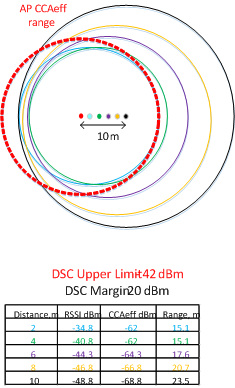 AP CCAeff
range
10 m
DSC Upper Limit-42 dBm
DSC Margin20 dBm
Distance,m RSSI dBm CCAeff dBm Range, m
2 -34.8 -62 15.1
4 -40.8 -62 15.1
6 -44.3 -64.3 17.6
8 -46.8 -66.8 20.7
10 -48.8 -68.8 23.5